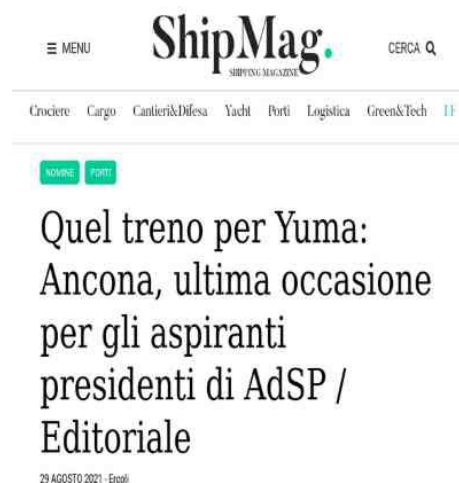 ≡ MENU
ShipMag.
SHIPPING MAGAZINE
CERCA
Crociere Cargo Cantieri&Difesa Yacht Porti Logistica Green&Tech
NOMINE PORTI
Quel treno per Yuma:
Ancona, ultima occasione
per gli aspiranti
presidenti di AdSP /
Editoriale
29 AGOSTO 2021 - Ercoli